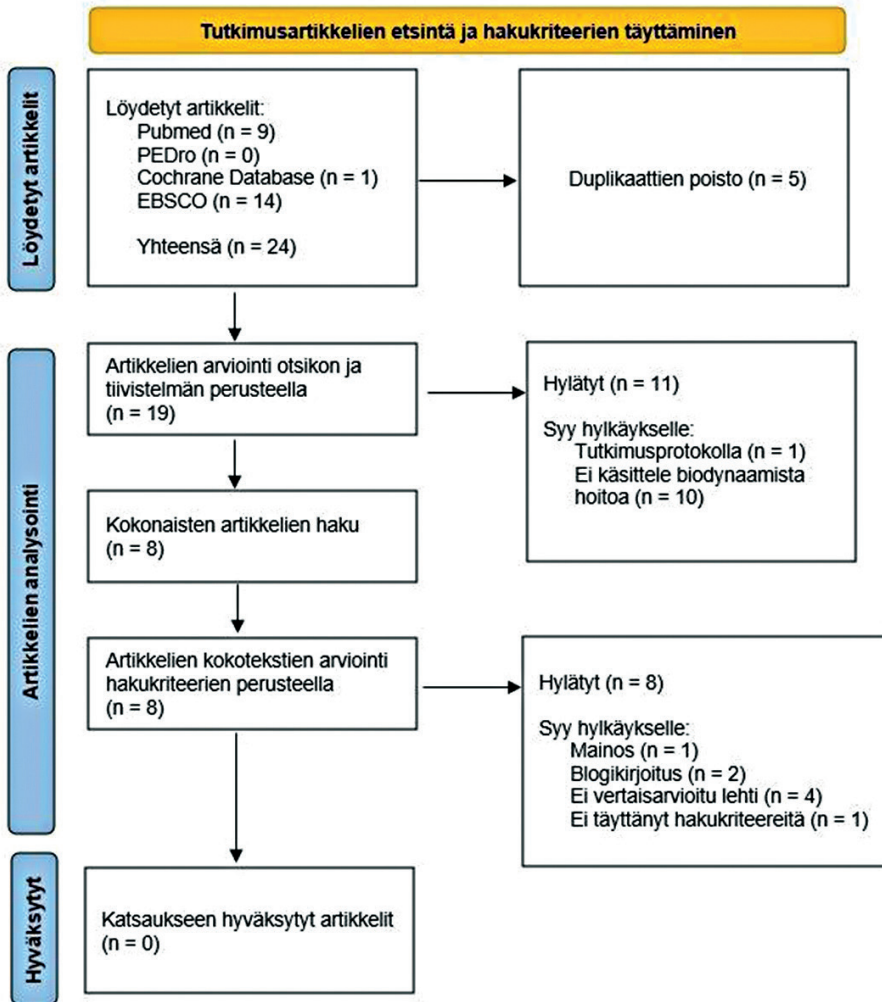 Tutkimusartikkelien etsintä ja hakukriteerien täyttäminen
Löydetyt artikkelit
Löydetyt artikkelit:
Pubmed (n = 9)
PEDro (n = 0)
Cochrane Database (n = 1)
EBSCO (n = 14)
Yhteensä (n = 24)
Duplikaattien poisto (n = 5)
Artikkelien analysointi
Artikkelien arviointi otsikon ja
tiivistelmän perusteella
(n = 19)
Hylätyt (n = 11)
Syy hylkäykselle:
Tutkimusprotokolla (n = 1)
Ei käsittele biodynaamista
hoitoa (n = 10)
Kokonaisten artikkelien haku
(n = 8)
Artikkelien kokotekstien arviointi
hakukriteerien perusteella
(n = 8)
Hylätyt (n = 8)
Syy hylkäykselle:
Mainos (n = 1)
Blogikirjoitus (n = 2)
Ei vertaisarvioitu lehti (n = 4)
Ei täyttänyt hakukriteereitä (n = 1)
Hyväksytyt
Katsaukseen hyväksytyt artikkelit
(n = 0)